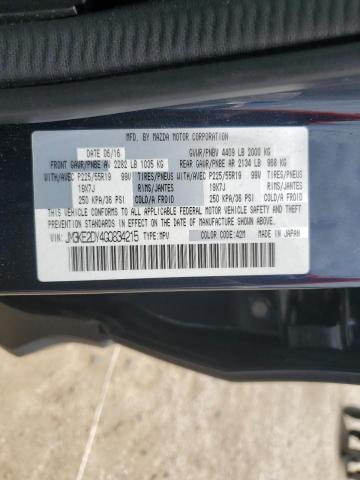 MFD. BY MAZDA MOTOR CORPORATION
DATE 06/16 GVWR/PNBV 4409 LB 2000 KG
FRONT GAWR/PNBE AV 2282 LB 1035 KG REAR GAWR/PNBE AR 2134 LB 968 KG
WITH/AVEC P225/55R19 99V TIRES/PNEUS WITH/AVEC P225/55R19 99V TIRES/PNEUS
19X7J RIMS/JANTES 19X7J RIMS/JANTES
250 KPA/36 PSI COLD/A FROID 250 KPA/36 PSI COLD/A FROID
THIS VEHICLE CONFORMS TO ALL APPLICABLE FEDERAL MOTOR VEHICLE SAFETY, BUMPER, AND THEFT PREVENTION STANDARDS IN EFFECT ON THE DATE OF
MANUFACTURE SHOWN ABOVE.
VIN: JM3KE2DY4G0834215 TYPE: MPV COLOR CODE: 42M MADE IN JAPAN